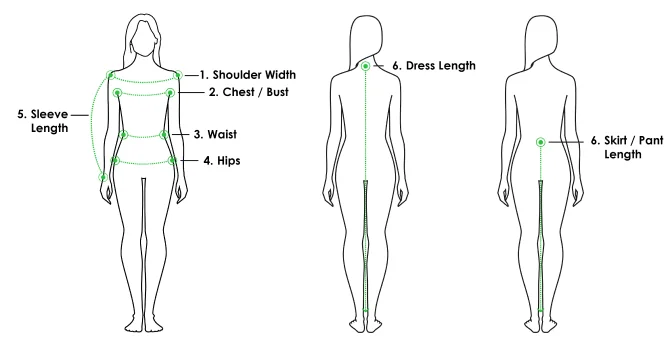 1. Shoulder Width
2. Chest / Bust
3. Waist
4. Hips
5. Sleeve
Length
6. Dress Length
6. Skirt / Pant
Length